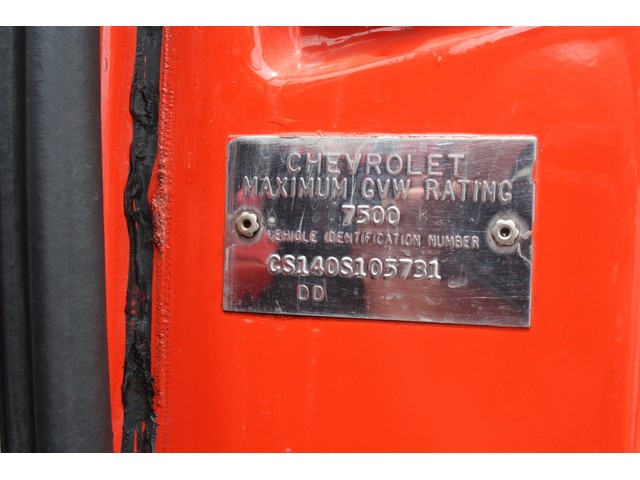 CHEVROLET
MAXIMUM GVW RATING
7500
VEHICLE IDENTIFICATION NUMBER
CS140S105731
DD